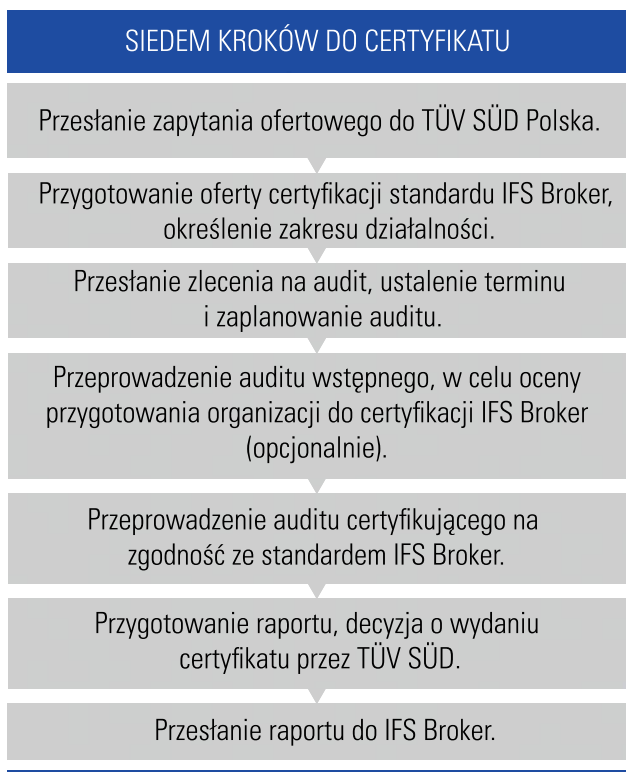 SIEDEM KROKÓW DO CERTYFIKATU
Przesłanie zapytania ofertowego do TÜV SÜD Polska.
Przygotowanie oferty certyfikacji standardu IFS Broker,
określenie zakresu działalności.
Przesłanie zlecenia na audit, ustalenie terminu
i zaplanowanie auditu.
Przeprowadzenie auditu wstępnego, w celu oceny
przygotowania organizacji do certyfikacji IFS Broker
(opcjonalnie).
Przeprowadzenie auditu certyfikującego na
zgodność ze standardem IFS Broker.
Przygotowanie raportu, decyzja o wydaniu
certyfikatu przez TÜV SÜD.
Przesłanie raportu do IFS Broker.